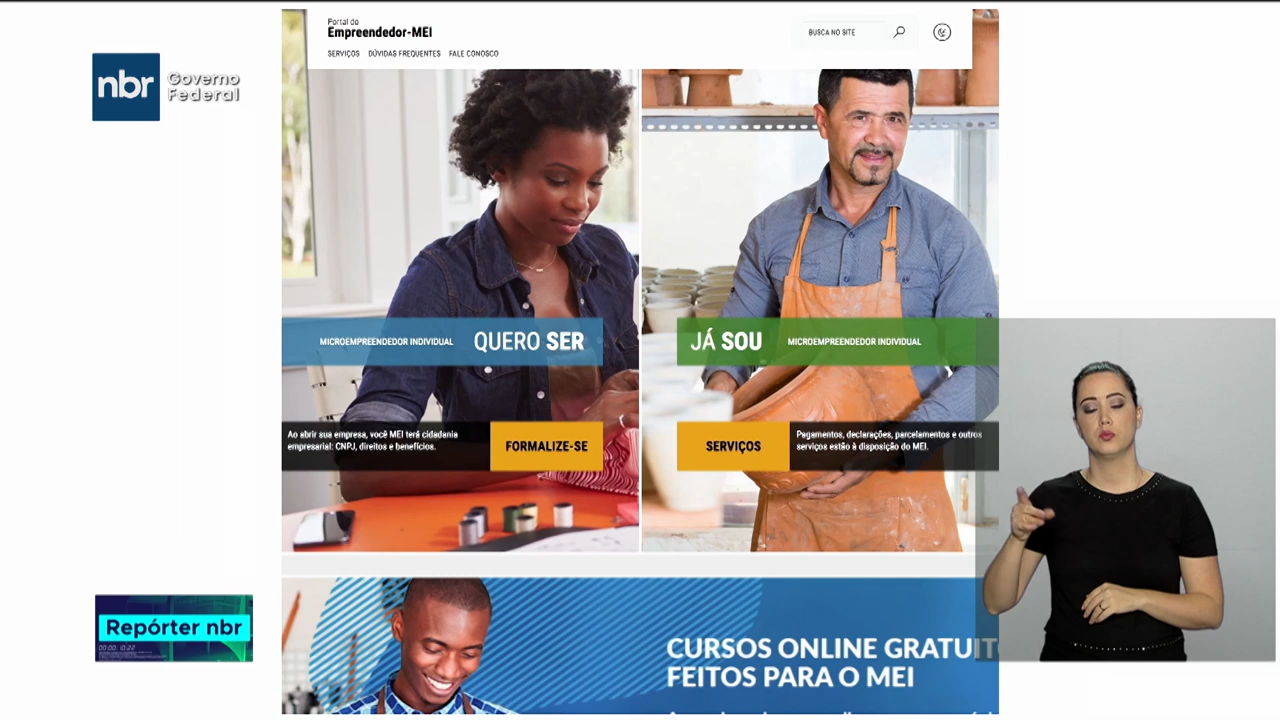 Portal do
Empreendedor-MEI
BUSCA NO SITE
SERVIÇOS DÚVIDAS FREQUENTES FALE CONOSCO
nbr Governo
Federal
MICROEMPREENDEDOR INDIVIDUAL QUERO SER
JÁ SOU MICROEMPREENDEDOR INDIVIDUAL
Ao abrir sua empresa, você MEI terá cidadania
empresarial: CNPJ, direitos e benefícios.
FORMALIZE-SE
SERVIÇOS
Pagamentos, declarações, parcelamentos e outros
serviços estão à disposição do MEI.
Repórter nbr
CURSOS ONLINE GRATUIT
FEITOS PARA O MEI